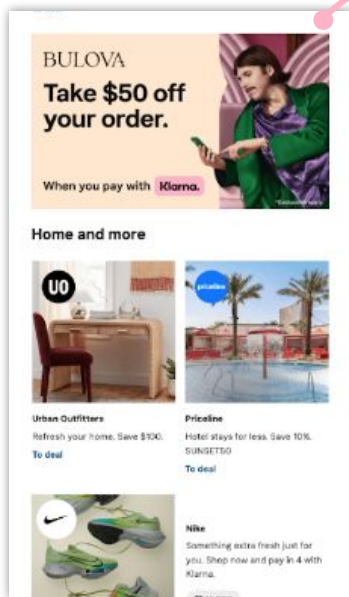 BULOVA
Take $50 off
your order.
When you pay with Klarna.
Home and more
UO
priceline
Urban Outfitters
Refresh your home. Save $100.
To deal
Priceline
Hotel stays for less. Save 10%.
SUNSET50
To deal
Nike
Something extra fresh just for
you. Shop now and pay in 4 with
Klarna.